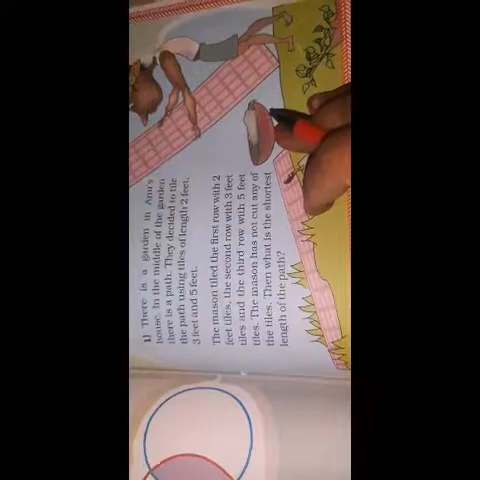 1) There is a garden in Anu's
house. In the middle of the garden
there is a path. They decided to tile
the path using tiles of length 2 feet,
3 feet and 5 feet.
The mason tiled the first row with 2
feet tiles, the second row with 3 feet
tiles and the third row with 5 feet
tiles. The mason has not cut any of
the tiles. Then what is the shortest
length of the path?